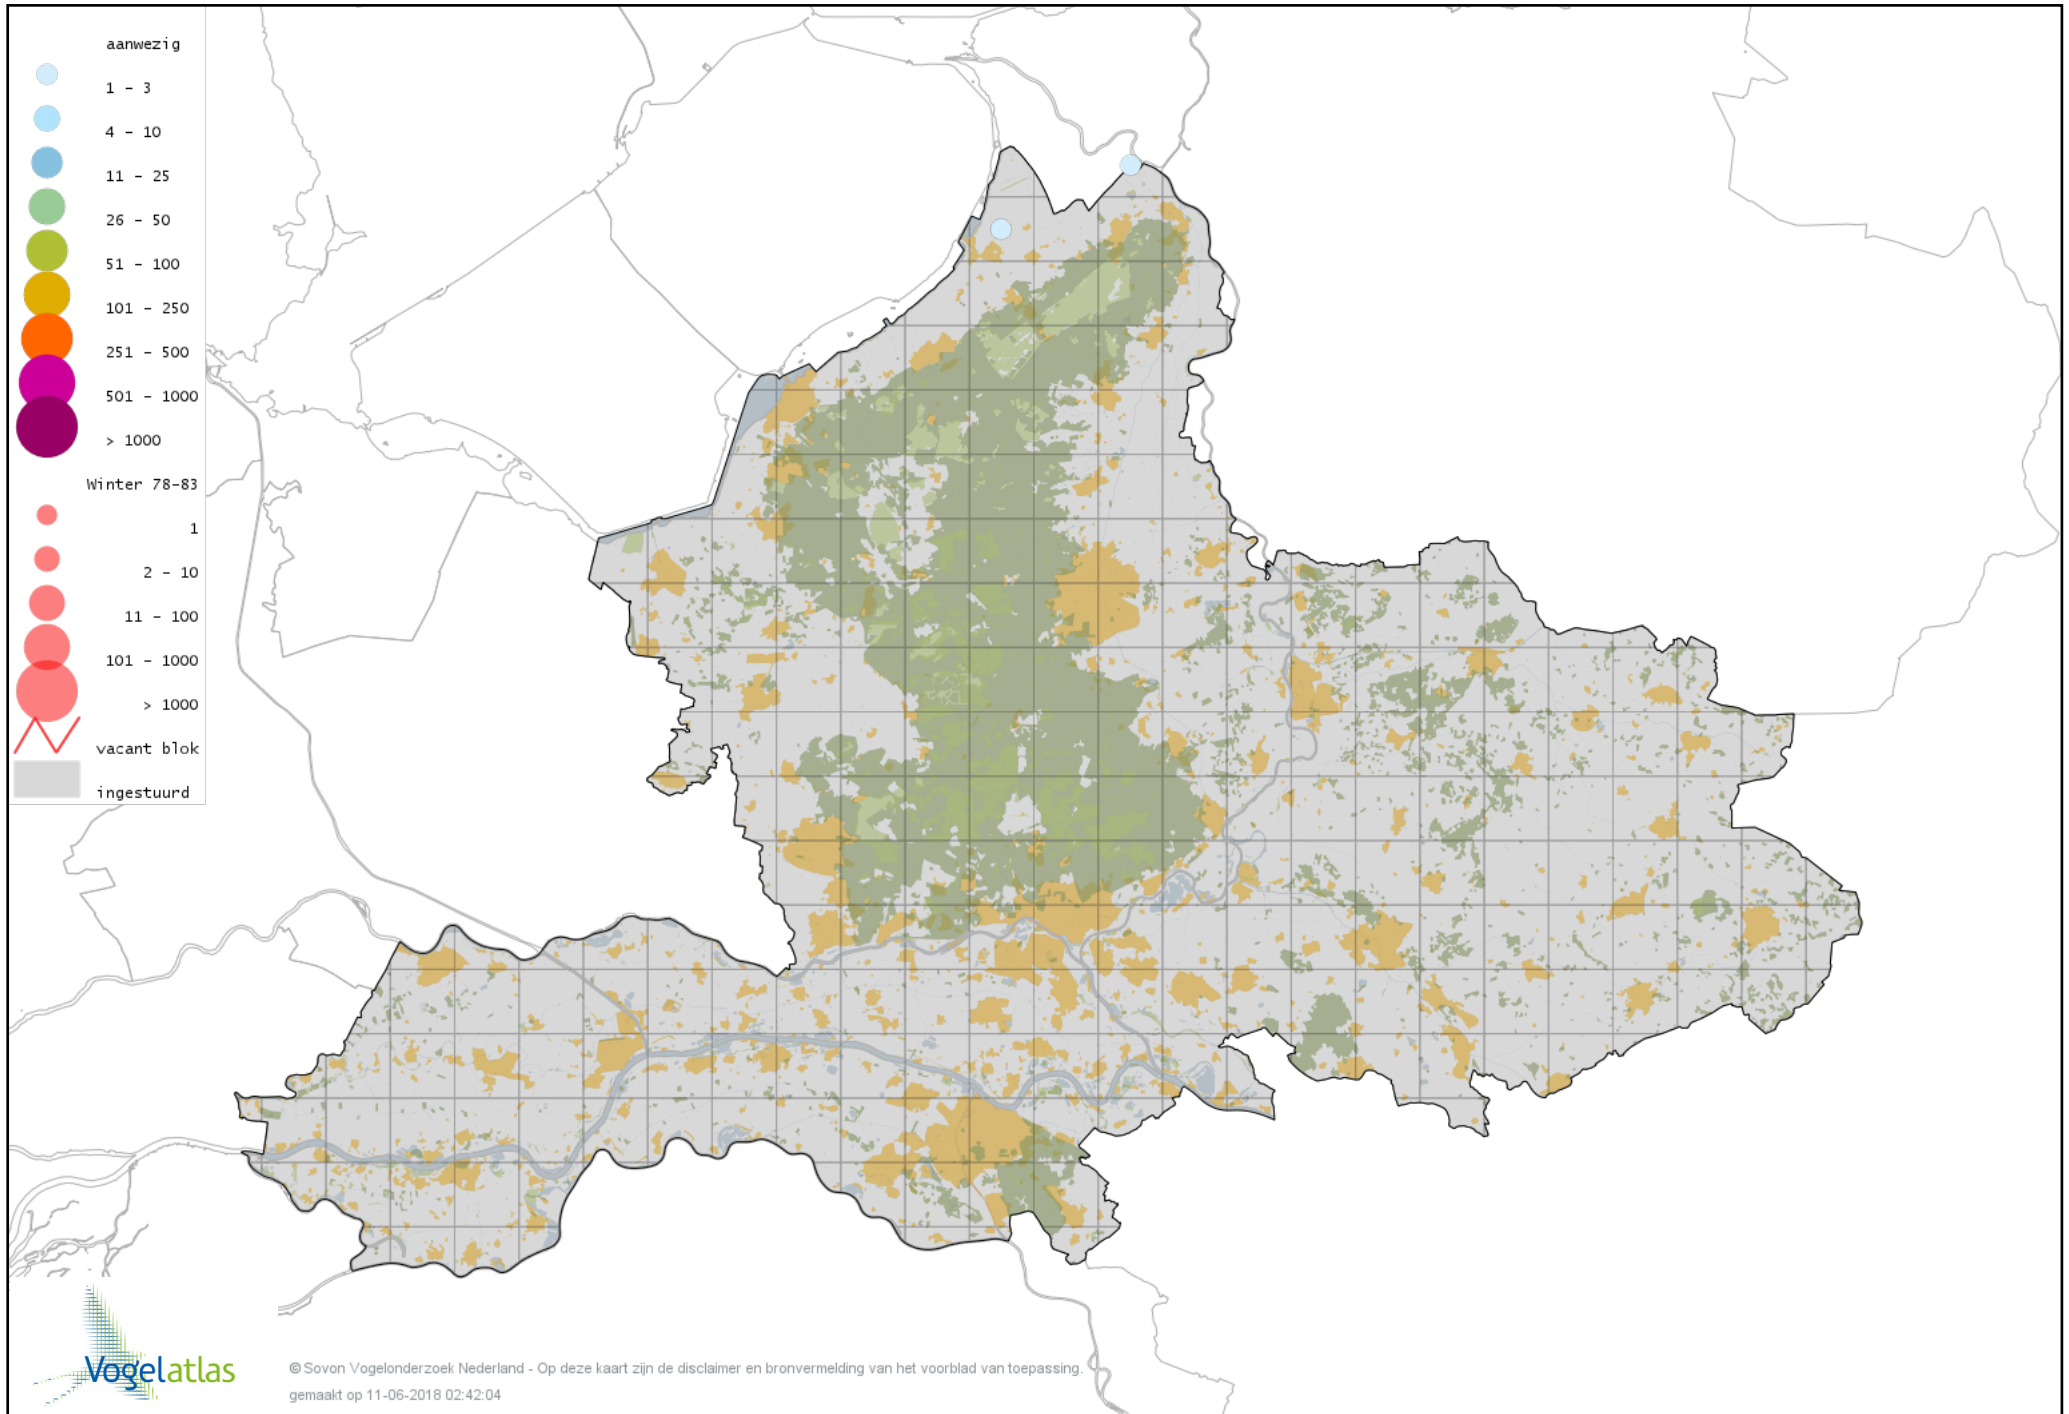 aanwezig
1 - 3
4 - 10
11 - 25
26 - 50
51 - 100
101 - 250
251 - 500
501 - 1000
> 1000
Winter 78-83
1
2 - 10
11 - 100
101 - 1000
> 1000
vacant blok
ingestuurd
Vogelatlas
© Sovon Vogelonderzoek Nederland - Op deze kaart zijn de disclaimer en bronvermelding van het voorblad van toepassing.
gemaakt op 11-06-2018 02:42:04